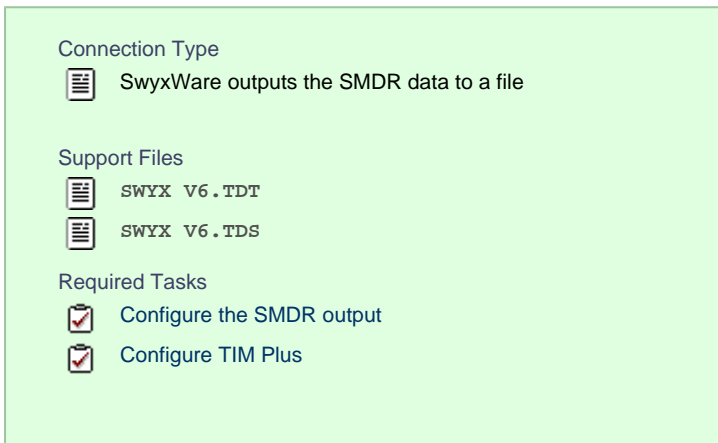 Connection Type
SwyxWare outputs the SMDR data to a file
Support Files
SWYX V6.TDT
SWYX V6.TDS
Required Tasks
Configure the SMDR output
Configure TIM Plus